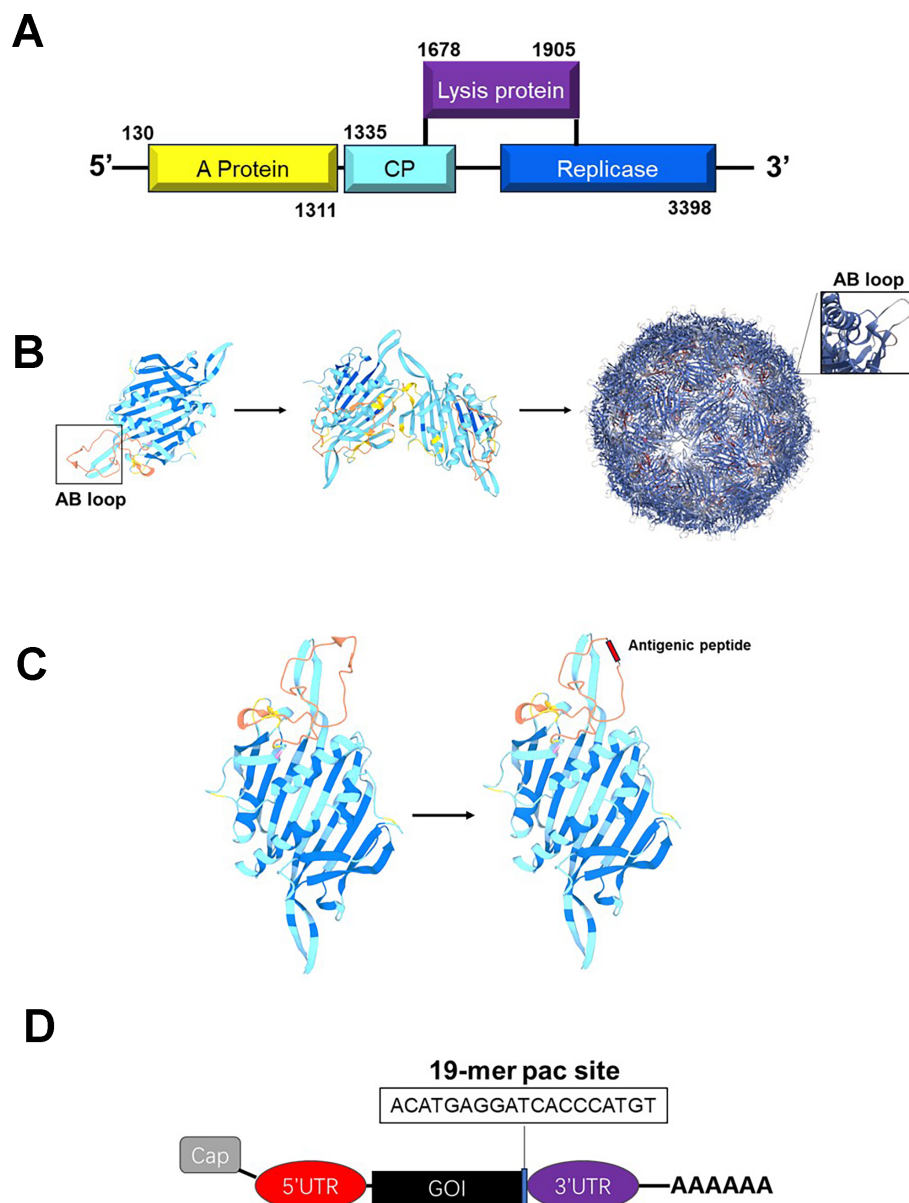 A
1678 1905
Lysis protein
130 1335
5’ A Protein CP Replicase 3’
1311 3398
B
AB loop
AB loop
C
Antigenic peptide
D
19-mer pac site
ACATGAGGATCACCCATGT
Cap
5’UTR GOI 3’UTR AAAAAA